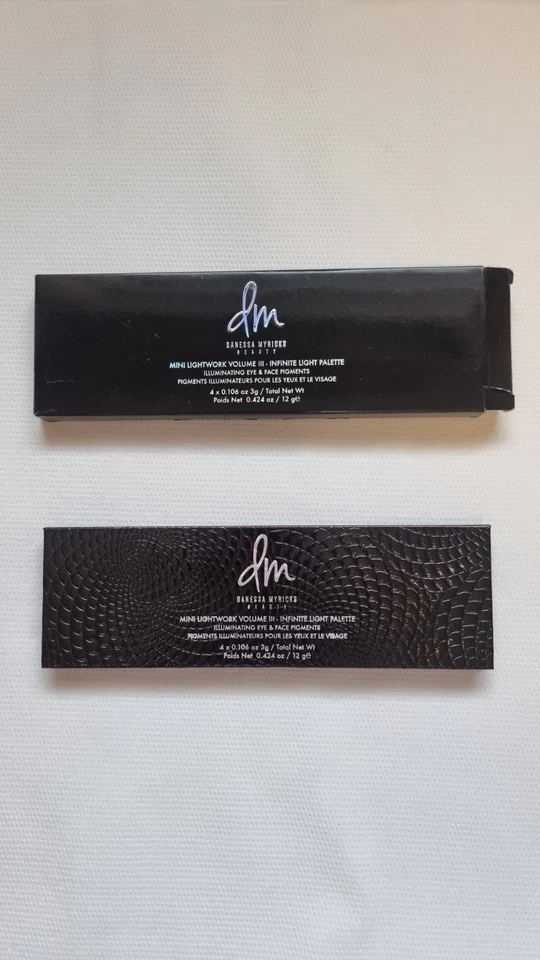 dm
DANESSA MYRICKS
BEAUTY
MINI LIGHTWORK VOLUME III - INFINITE LIGHT PALETTE
ILLUMINATING EYE & FACE PIGMENTS
PIGMENTS ILLUMINATEURS POUR LES YEUX ET LE VISAGE
4 x 0.106 oz 3g / Total Net Wt
Poids Net 0.424 oz / 12 g℮
dm
DANESSA MYRICKS
BEAUTY
MINI LIGHTWORK VOLUME III - INFINITE LIGHT PALETTE
ILLUMINATING EYE & FACE PIGMENTS
PIGMENTS ILLUMINATEURS POUR LES YEUX ET LE VISAGE
4 x 0.106 oz 3g / Total Net Wt
Poids Net 0.424 oz / 12 g℮